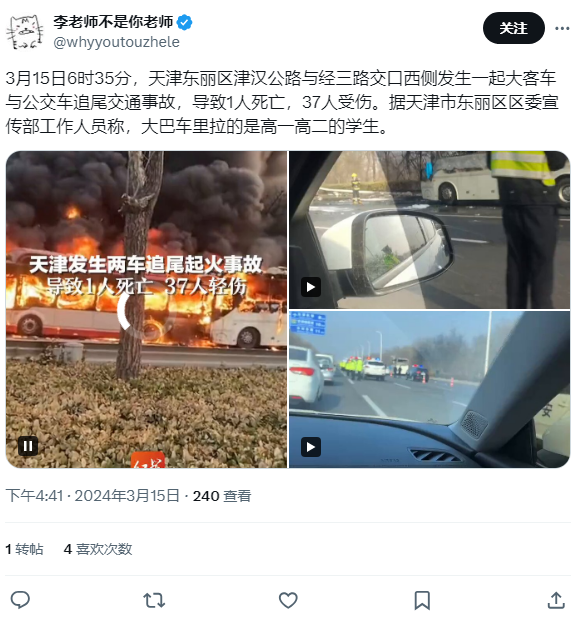 李老师不是你老师
@whyyoutouzhele
关注
3月15日6时35分，天津东丽区津汉公路与经三路交口西侧发生一起大客车
与公交车追尾交通事故，导致1人死亡，37人受伤。据天津市东丽区区委宣
传部工作人员称，大巴车里拉的是高一高二的学生。
天津发生两车追尾起火事故
导致1人死亡 37人轻伤
下午4:41 · 2024年3月15日 · 240 查看
1 转帖 4 喜欢次数